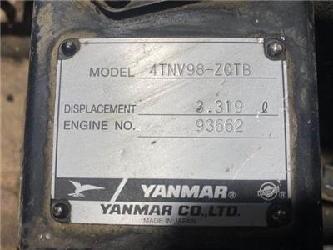 MODEL 4TNV98-ZCTB
DISPLACEMENT 3.319 ℓ
ENGINE NO. 93662
YANMAR®
YANMAR CO.,LTD.
MADE IN JAPAN